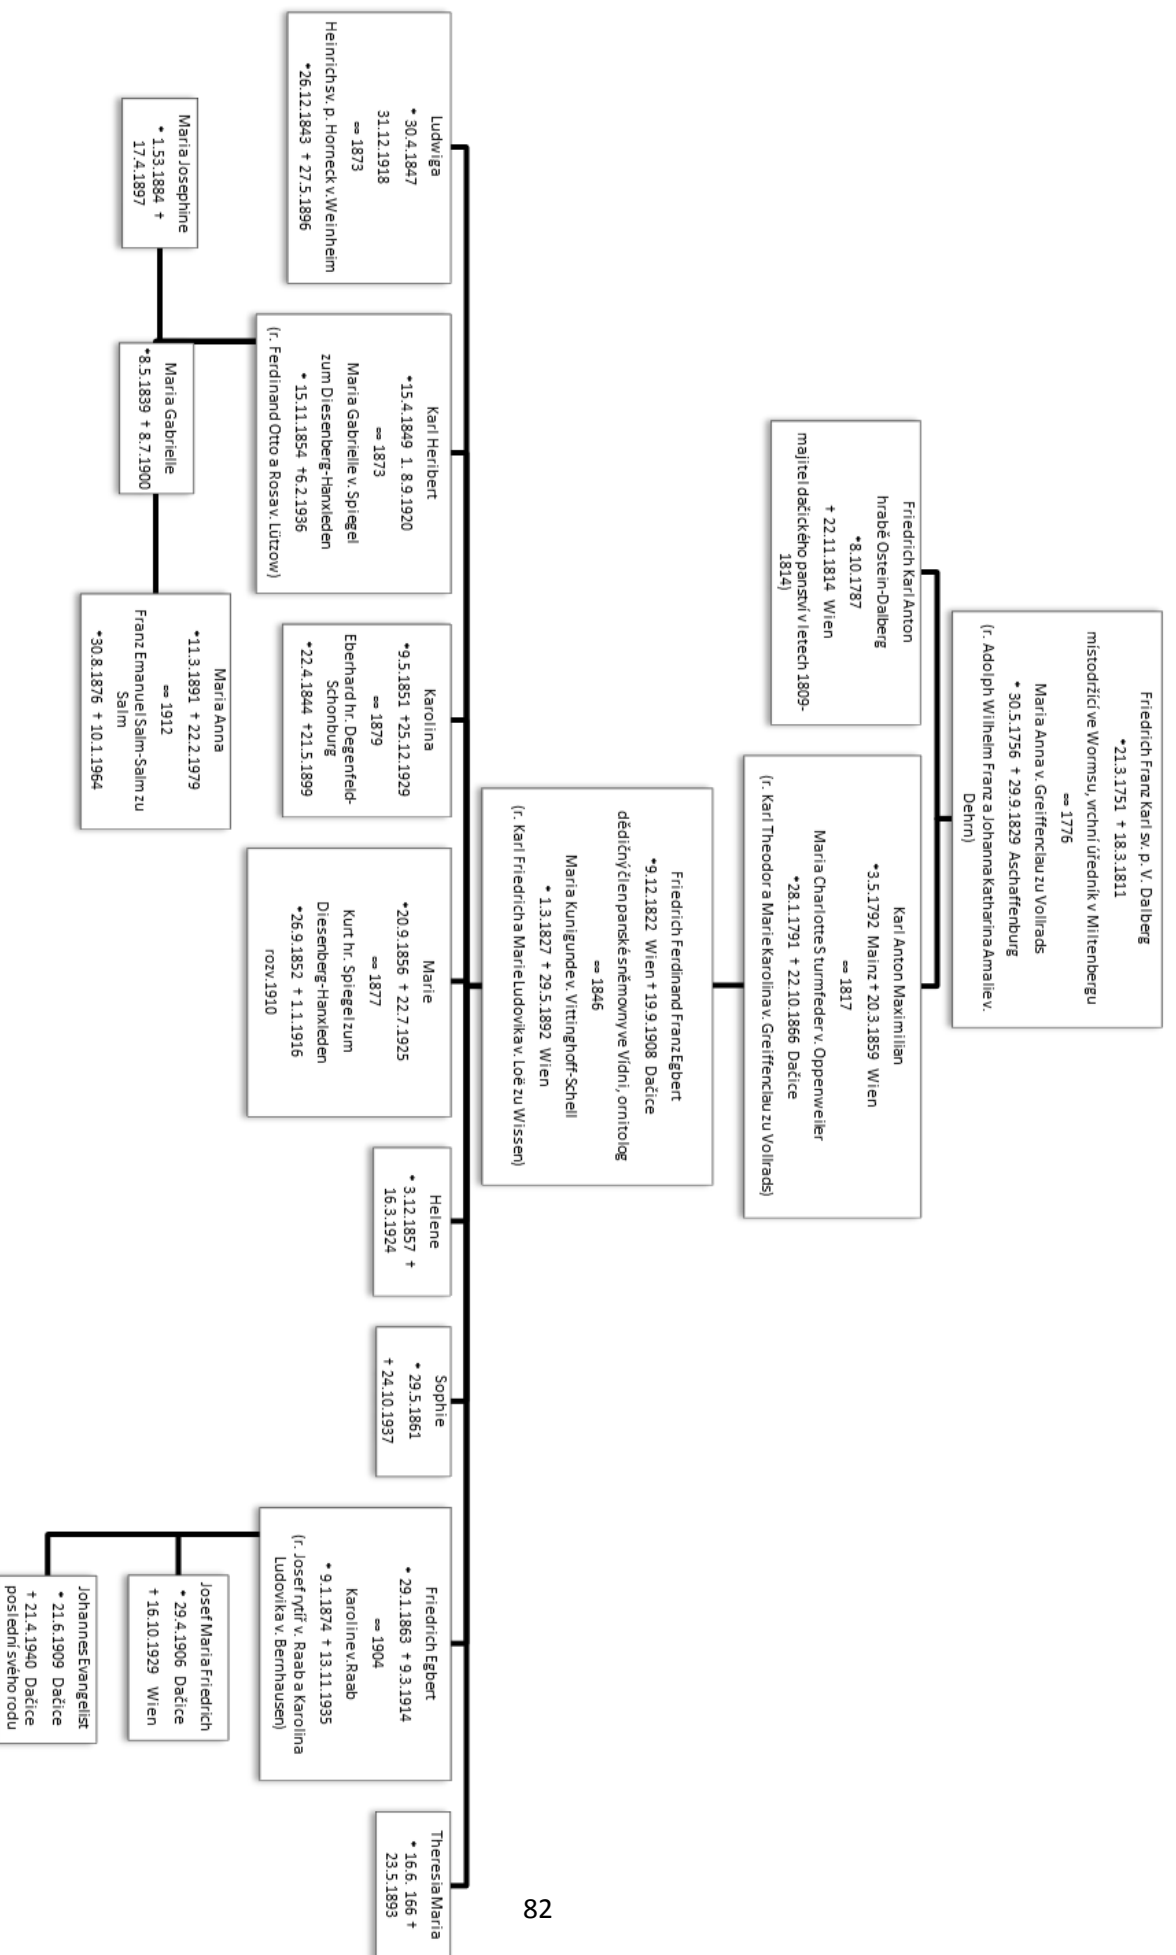 Friedrich Franz Karl sv. p. V. Dalberg
*21.3.1751 + 18.3.1811
místodržící ve Wormsu, vrchní úředník v Miltenbergu
∞ 1776
Maria Anna v. Greiffenclau zu Vollrads
* 30.5.1756 + 29.9.1829 Aschaffenburg
(r. Adolph Wilhelm Franz a Johanna Katharina Amalie v.
Dehrn)
Friedrich Karl Anton
hrabě Ostein-Dalberg
*8.10.1787
+ 22.11.1814 Wien
majitel dačického panství v letech 1809-
1814)
Karl Anton Maximilian
*3.5.1792 Mainz + 20.3.1859 Wien
∞ 1817
Maria Charlotte Sturmfeder v. Oppenweiler
*28.1.1791 + 22.10.1866 Dačice
(r. Karl Theodor a Marie Karolina v. Greiffenclau zu Vollrads)
Friedrich Ferdinand Franz Egbert
*9.12.1822 Wien + 19.9.1908 Dačice
dědičný člen panské sněmovny ve Vídni, ornitolog
∞ 1846
Maria Kunigunde v. Vittinghoff-Schell
* 1.3.1827 + 29.5.1892 Wien
(r. Karl Friedrich a Marie Ludovika v. Loë zu Wissen)
Ludwiga
* 30.4.1847
31.12.1918
∞ 1873
Heinrich sv. p. Horneck v. Weinheim
*26.12.1843 + 27.5.1896
Karl Heribert
*15.4.1849 1. 8.9.1920
∞ 1873
Maria Gabrielle v. Spiegel
zum Diesenberg-Hanxleden
* 15.11.1854 +6.2.1936
(r. Ferdinand Otto a Rosa v. Lützow)
Karolina
*9.5.1851 +25.12.1929
∞ 1879
Eberhard hr. Degenfeld-
Schonburg
*22.4.1844 +21.5.1899
Marie
*20.9.1856 + 22.7.1925
∞ 1877
Kurt hr. Spiegel zum
Diesenberg-Hanxleden
*26.9.1852 + 1.1.1916
rozv.1910
Helene
* 3.12.1857 +
16.3.1924
Sophie
* 29.5.1861
+ 24.10.1937
Friedrich Egbert
* 29.1.1863 + 9.3.1914
∞ 1904
Karoline v. Raab
* 9.1.1874 + 13.11.1935
(r. Josef rytíř v. Raab a Karolina
Ludovika v. Bernhausen)
Theresia Maria
* 16.6. 166 +
23.5.1893
Maria Josephine
* 1.53.1884 +
17.4.1897
Maria Gabrielle
*8.5.1839 + 8.7.1900
Maria Anna
*11.3.1891 + 22.2.1979
∞ 1912
Franz Emanuel Salm-Salm zu
Salm
*30.8.1876 + 10.1.1964
Josef Maria Friedrich
* 29.4.1906 Dačice
+ 16.10.1929 Wien
Johannes Evangelist
* 21.6.1909 Dačice
+ 21.4.1940 Dačice
poslední svého rodu
82